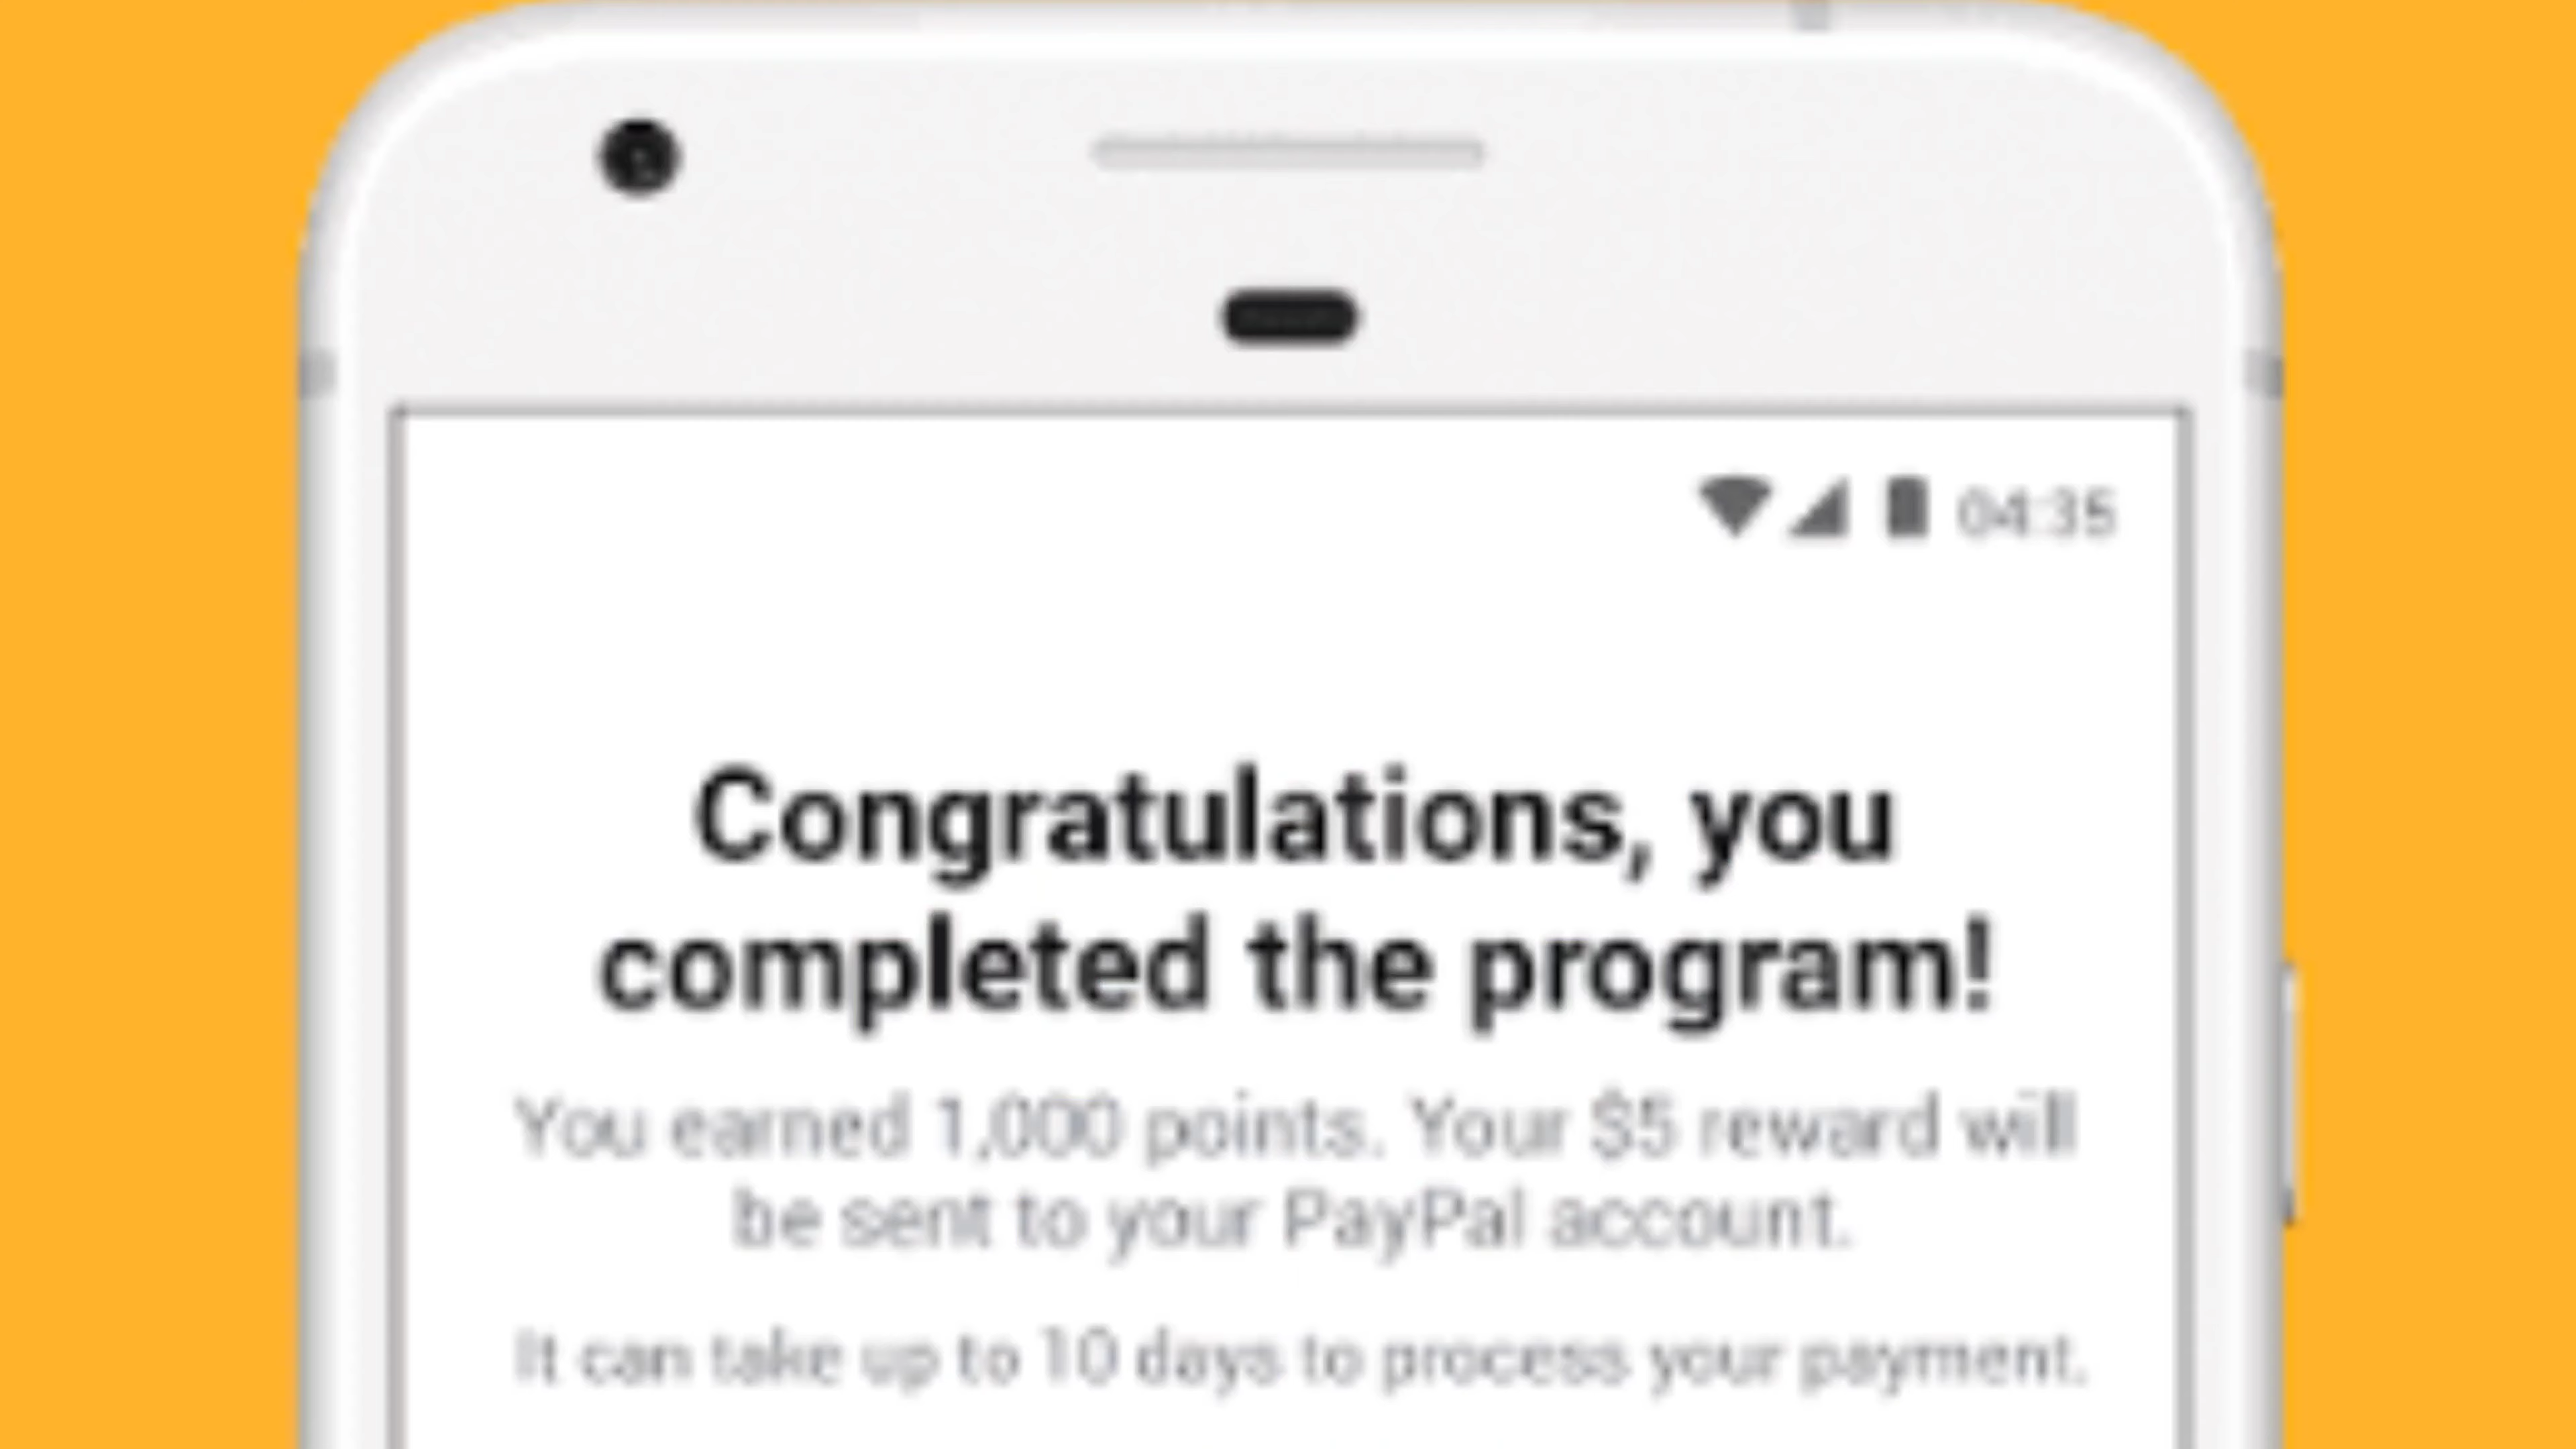 04:35
Congratulations, you
completed the program!
You earned 1,000 points. Your $5 reward will
be sent to your PayPal account.
It can take up to 10 days to process your payment.